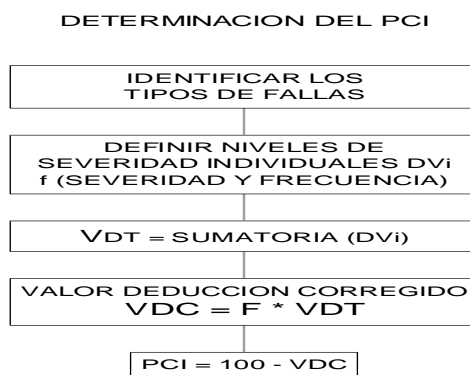 DETERMINACION DEL PCI
IDENTIFICAR LOS
TIPOS DE FALLAS
DEFINIR NIVELES DE
SEVERIDAD INDIVIDUALES DVi
f (SEVERIDAD Y FRECUENCIA)
VDT = SUMATORIA (DVi)
VALOR DEDUCCION CORREGIDO
VDC = F * VDT
PCI = 100 - VDC